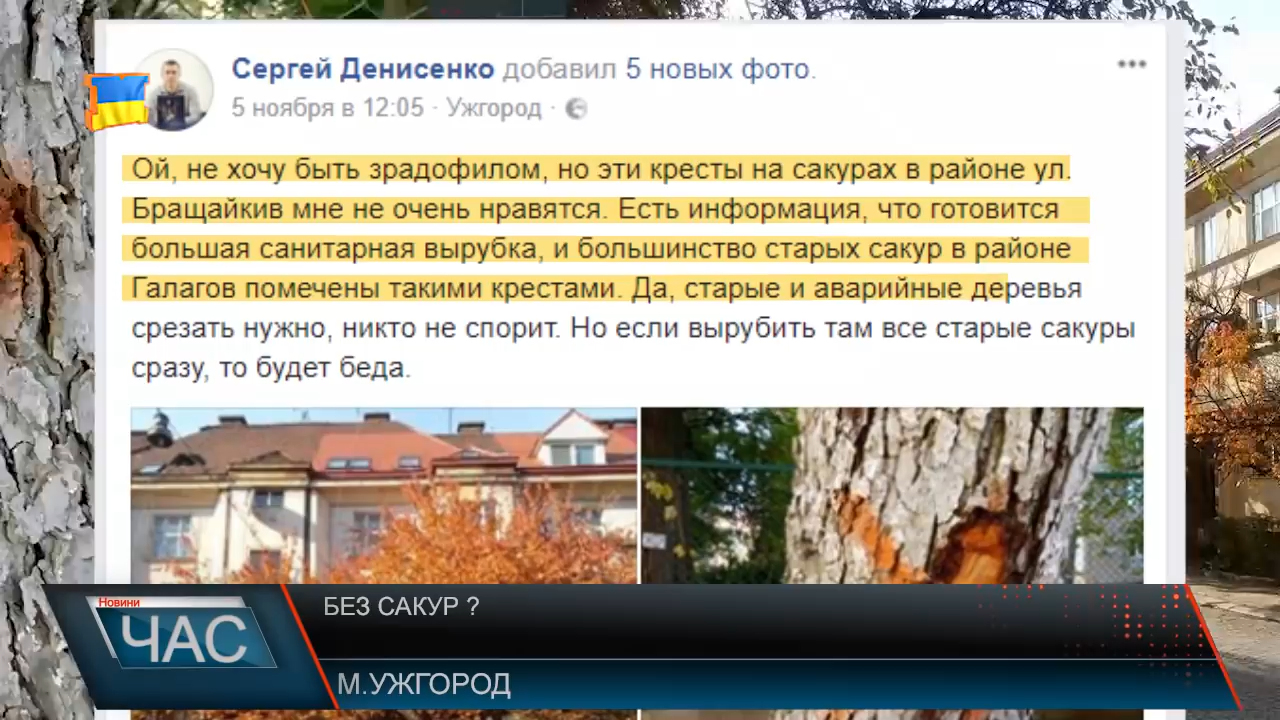 Сергей Денисенко добавил 5 новых фото.
5 ноября в 12:05 · Ужгород ·
Ой, не хочу быть зрадофилом, но эти кресты на сакурах в районе ул.
Бращайкив мне не очень нравятся. Есть информация, что готовится
большая санитарная вырубка, и большинство старых сакур в районе
Галагов помечены такими крестами. Да, старые и аварийные деревья
срезать нужно, никто не спорит. Но если вырубить там все старые сакуры
сразу, то будет беда.
Новини
ЧАС
БЕЗ САКУР ?
М.УЖГОРОД